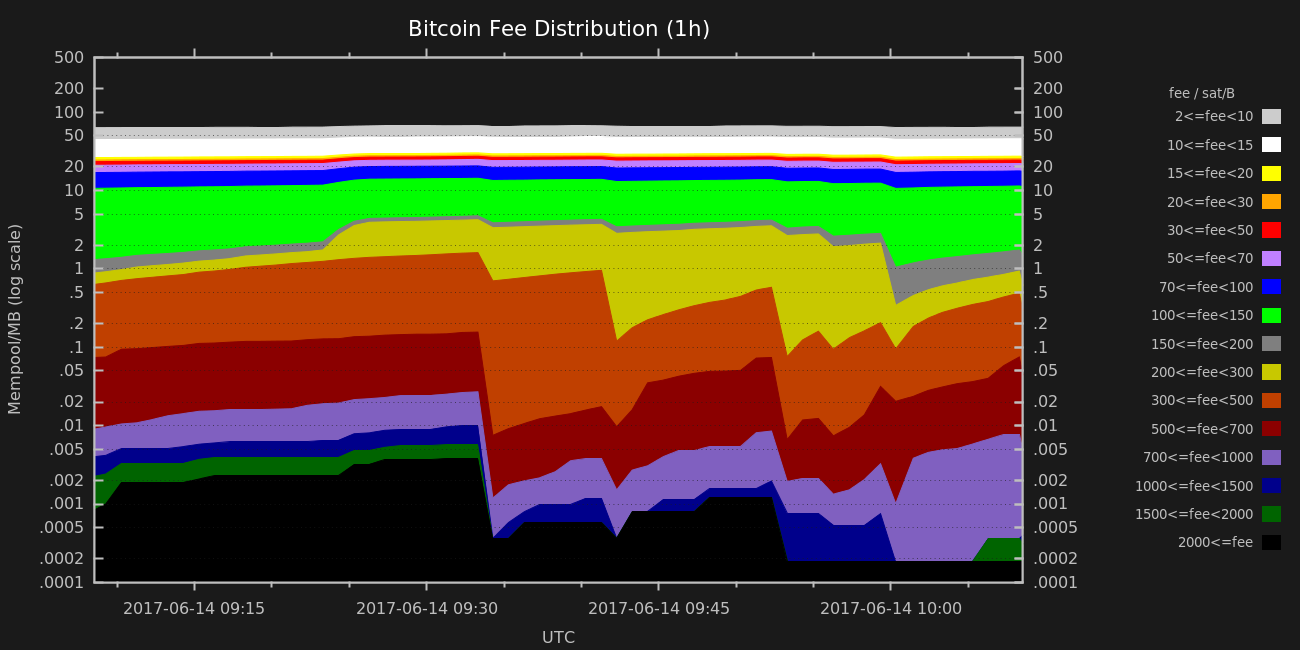 Bitcoin Fee Distribution (1h)
500 500
200 200
100 100
50 50
20 20
10 10
5 5
2 2
1 1
.5 .5
.2 .2
.1 .1
.05 .05
.02 .02
.01 .01
.005 .005
.002 .002
.001 .001
.0005 .0005
.0002 .0002
.0001 .0001
Mempool/MB (log scale)
2017-06-14 09:15 2017-06-14 09:30 2017-06-14 09:45 2017-06-14 10:00
UTC
fee / sat/B
2<=fee<10
10<=fee<15
15<=fee<20
20<=fee<30
30<=fee<50
50<=fee<70
70<=fee<100
100<=fee<150
150<=fee<200
200<=fee<300
300<=fee<500
500<=fee<700
700<=fee<1000
1000<=fee<1500
1500<=fee<2000
2000<=fee